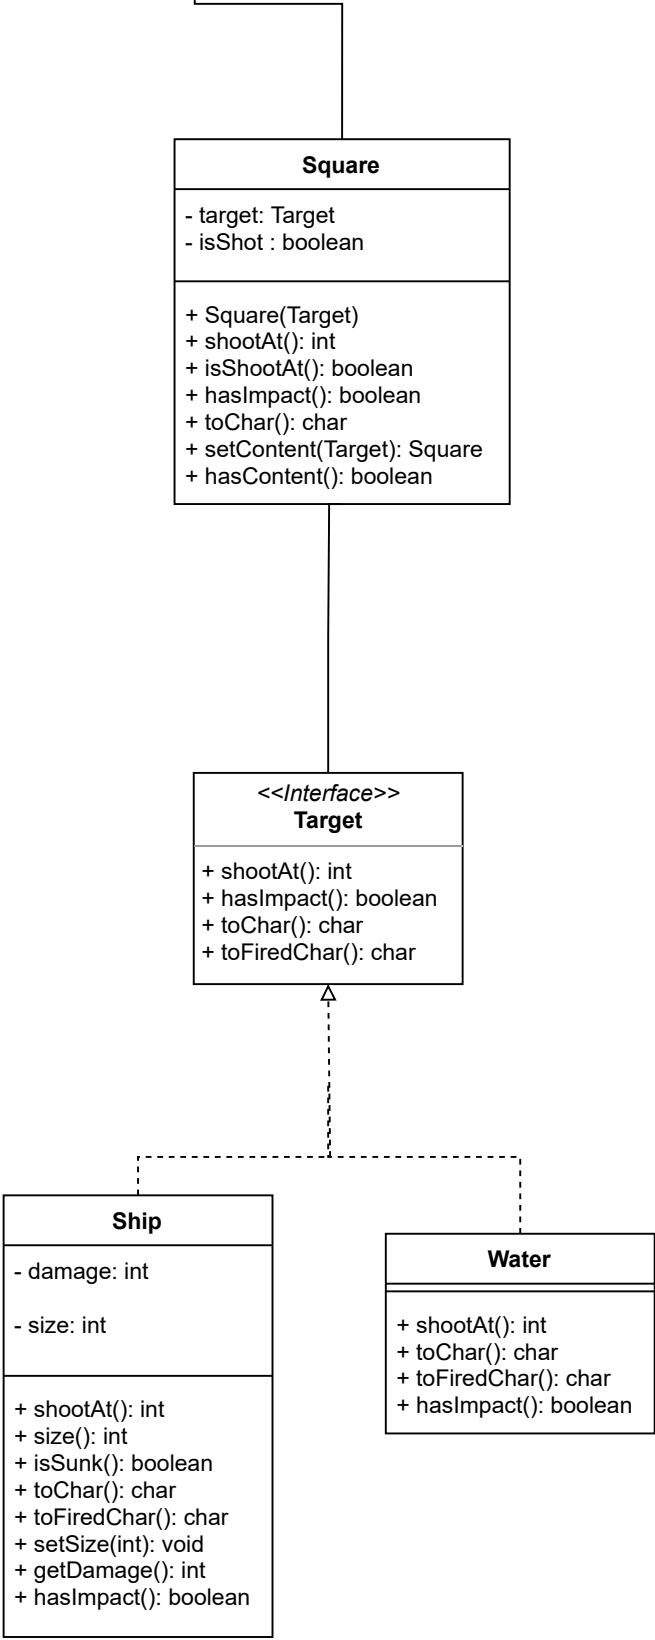 Square
- target: Target
- isShot : boolean
+ Square(Target)
+ shootAt(): int
+ isShootAt(): boolean
+ hasImpact(): boolean
+ toChar(): char
+ setContent(Target): Square
+ hasContent(): boolean
<<Interface>>
Target
+ shootAt(): int
+ hasImpact(): boolean
+ toChar(): char
+ toFiredChar(): char
Ship
- damage: int
- size: int
+ shootAt(): int
+ size(): int
+ isSunk(): boolean
+ toChar(): char
+ toFiredChar(): char
+ setSize(int): void
+ getDamage(): int
+ hasImpact(): boolean
Water
+ shootAt(): int
+ toChar(): char
+ toFiredChar(): char
+ hasImpact(): boolean